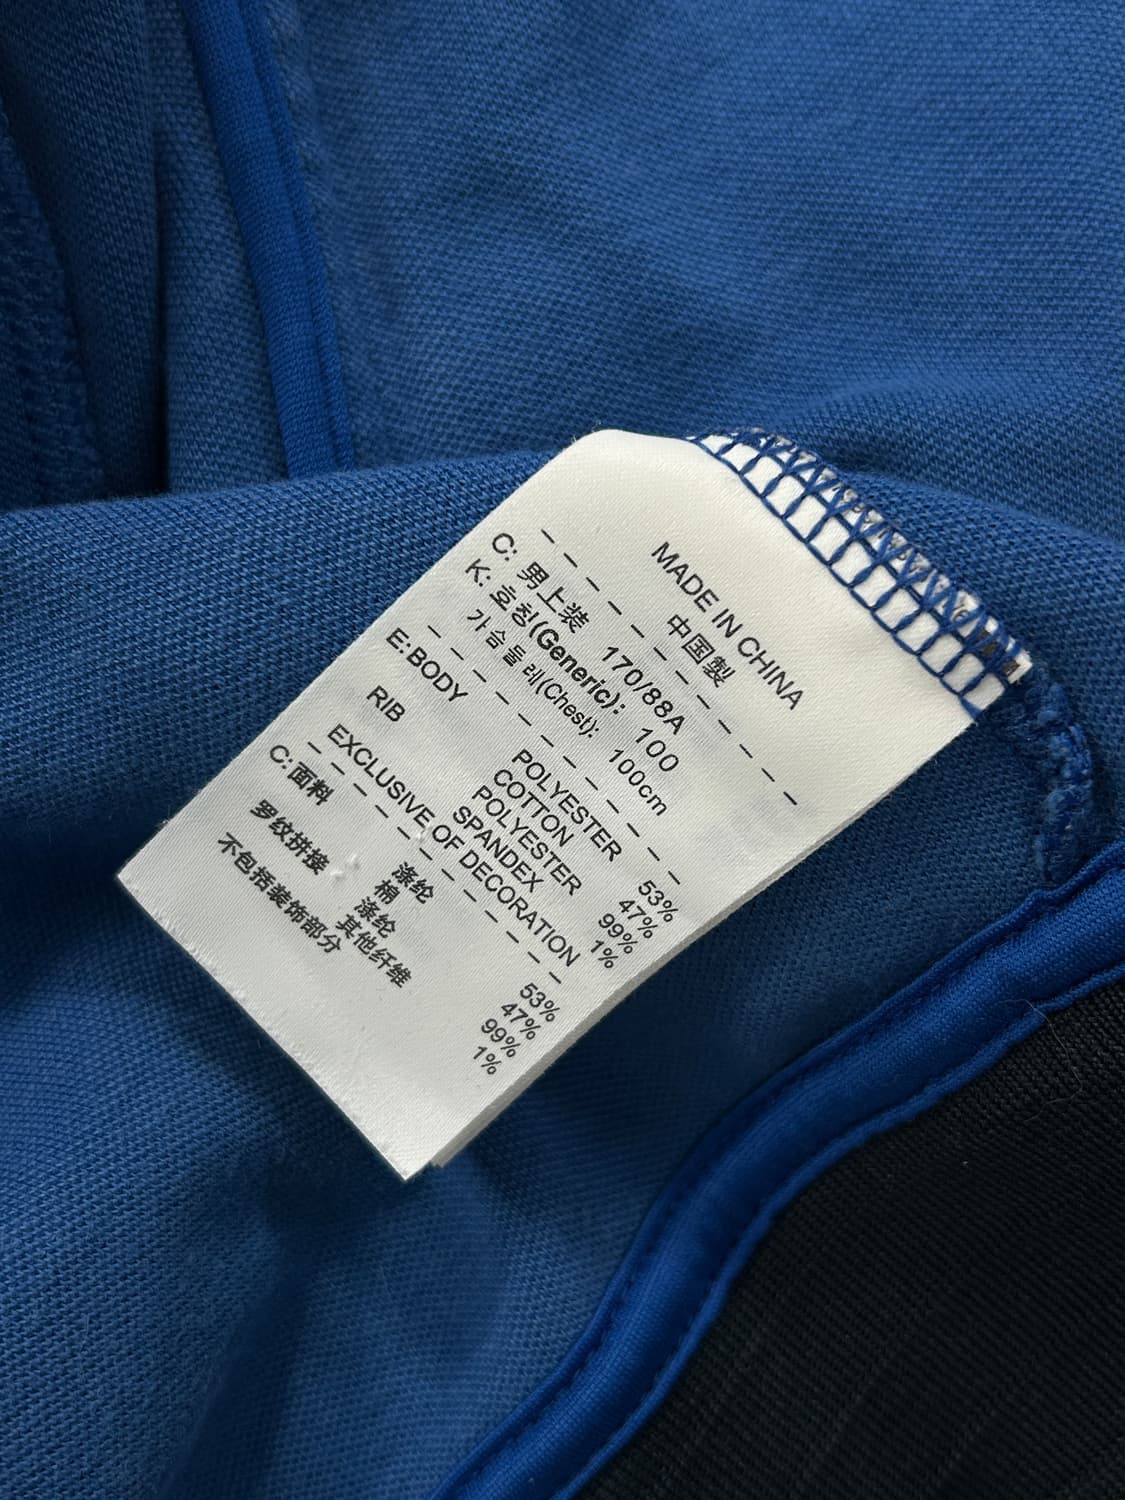 MADE IN CHINA
中国製
C: 男上装 170/88A
K: 호칭(Generic): 100
가슴둘레(Chest): 100cm
E:BODY POLYESTER 53%
COTTON 47%
RIB POLYESTER 99%
SPANDEX 1%
EXCLUSIVE OF DECORATION
C:面料 涤纶 53%
棉 47%
罗纹拼接 涤纶 99%
其他纤维 1%
不包括装饰部分